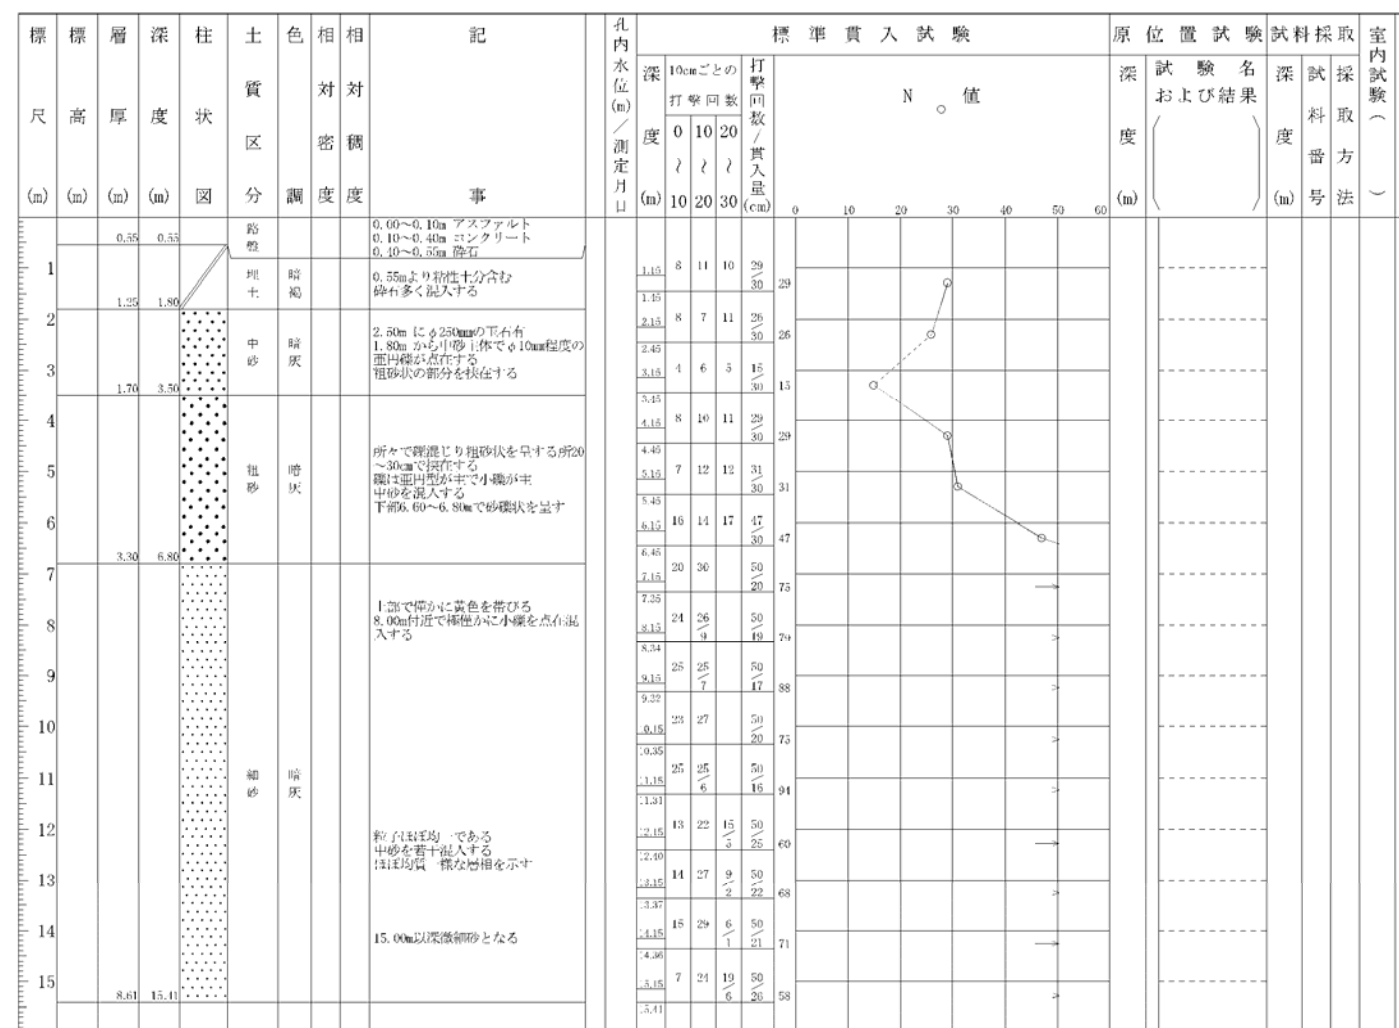 標尺(m)
標高(m)
層厚(m)
深度(m)
柱状図
土質区分
色調
相対密度
相対稠度
記事
孔内水位(m)/測定月日
標準貫入試験
深度(m)
10cmごとの
打撃回数
0〜10
10〜20
20〜30
打撃回数/貫入量(cm)
N値
0 10 20 30 40 50 60
原位置試験
深度(m)
試験名
および結果
試料採取
深度(m)
試料番号
採取方法
室内試験()
0.55 0.55
路盤
0.00〜0.10m アスファルト
0.10〜0.40m コンクリート
0.40〜0.55m 砕石
1
1.25 1.80
埋土
暗褐
0.55mより粘性土分含む
砕石多く混入する
2
3
1.70 3.50
中砂
暗灰
2.50m にφ250mmの玉石有
1.80m から中砂主体でφ10mm程度の
亜円礫が点在する
粗砂状の部分を挟在する
4
5
6
3.30 6.80
粗砂
暗灰
所々で礫混じり粗砂状を呈する所20
〜30cmで挟在する
礫は亜円型が主で小礫が主
中砂を混入する
下部6.60〜6.80mで砂礫状を呈す
7
8
9
10
11
12
13
14
15
8.61 15.41
細砂
暗灰
上部で僅かに黄色を帯びる
8.00m付近で極僅かに小礫を点在混
入する
粒子ほぼ均一である
中砂を若干混入する
ほぼ均質一様な層相を示す
15.00m以深微細砂となる
1.15 8 11 10 29/30 29
1.45
2.15 8 7 11 26/30 26
2.45
3.15 4 6 5 15/30 15
3.45
4.15 8 10 11 29/30 29
4.45
5.15 7 12 12 31/30 31
5.45
6.15 16 14 17 47/30 47
6.45
7.15 20 30 50/20 75
7.35
8.15 24 26/9 50/19 79
8.34
9.15 25 25/7 50/17 88
9.32
10.15 23 27 50/20 75
10.35
11.15 25 25/6 50/16 94
11.31
12.15 13 22 15/5 50/25 60
12.40
13.15 14 27 9/2 50/22 68
13.37
14.15 15 29 6/1 50/21 71
14.36
15.15 7 24 19/6 50/26 58
15.41